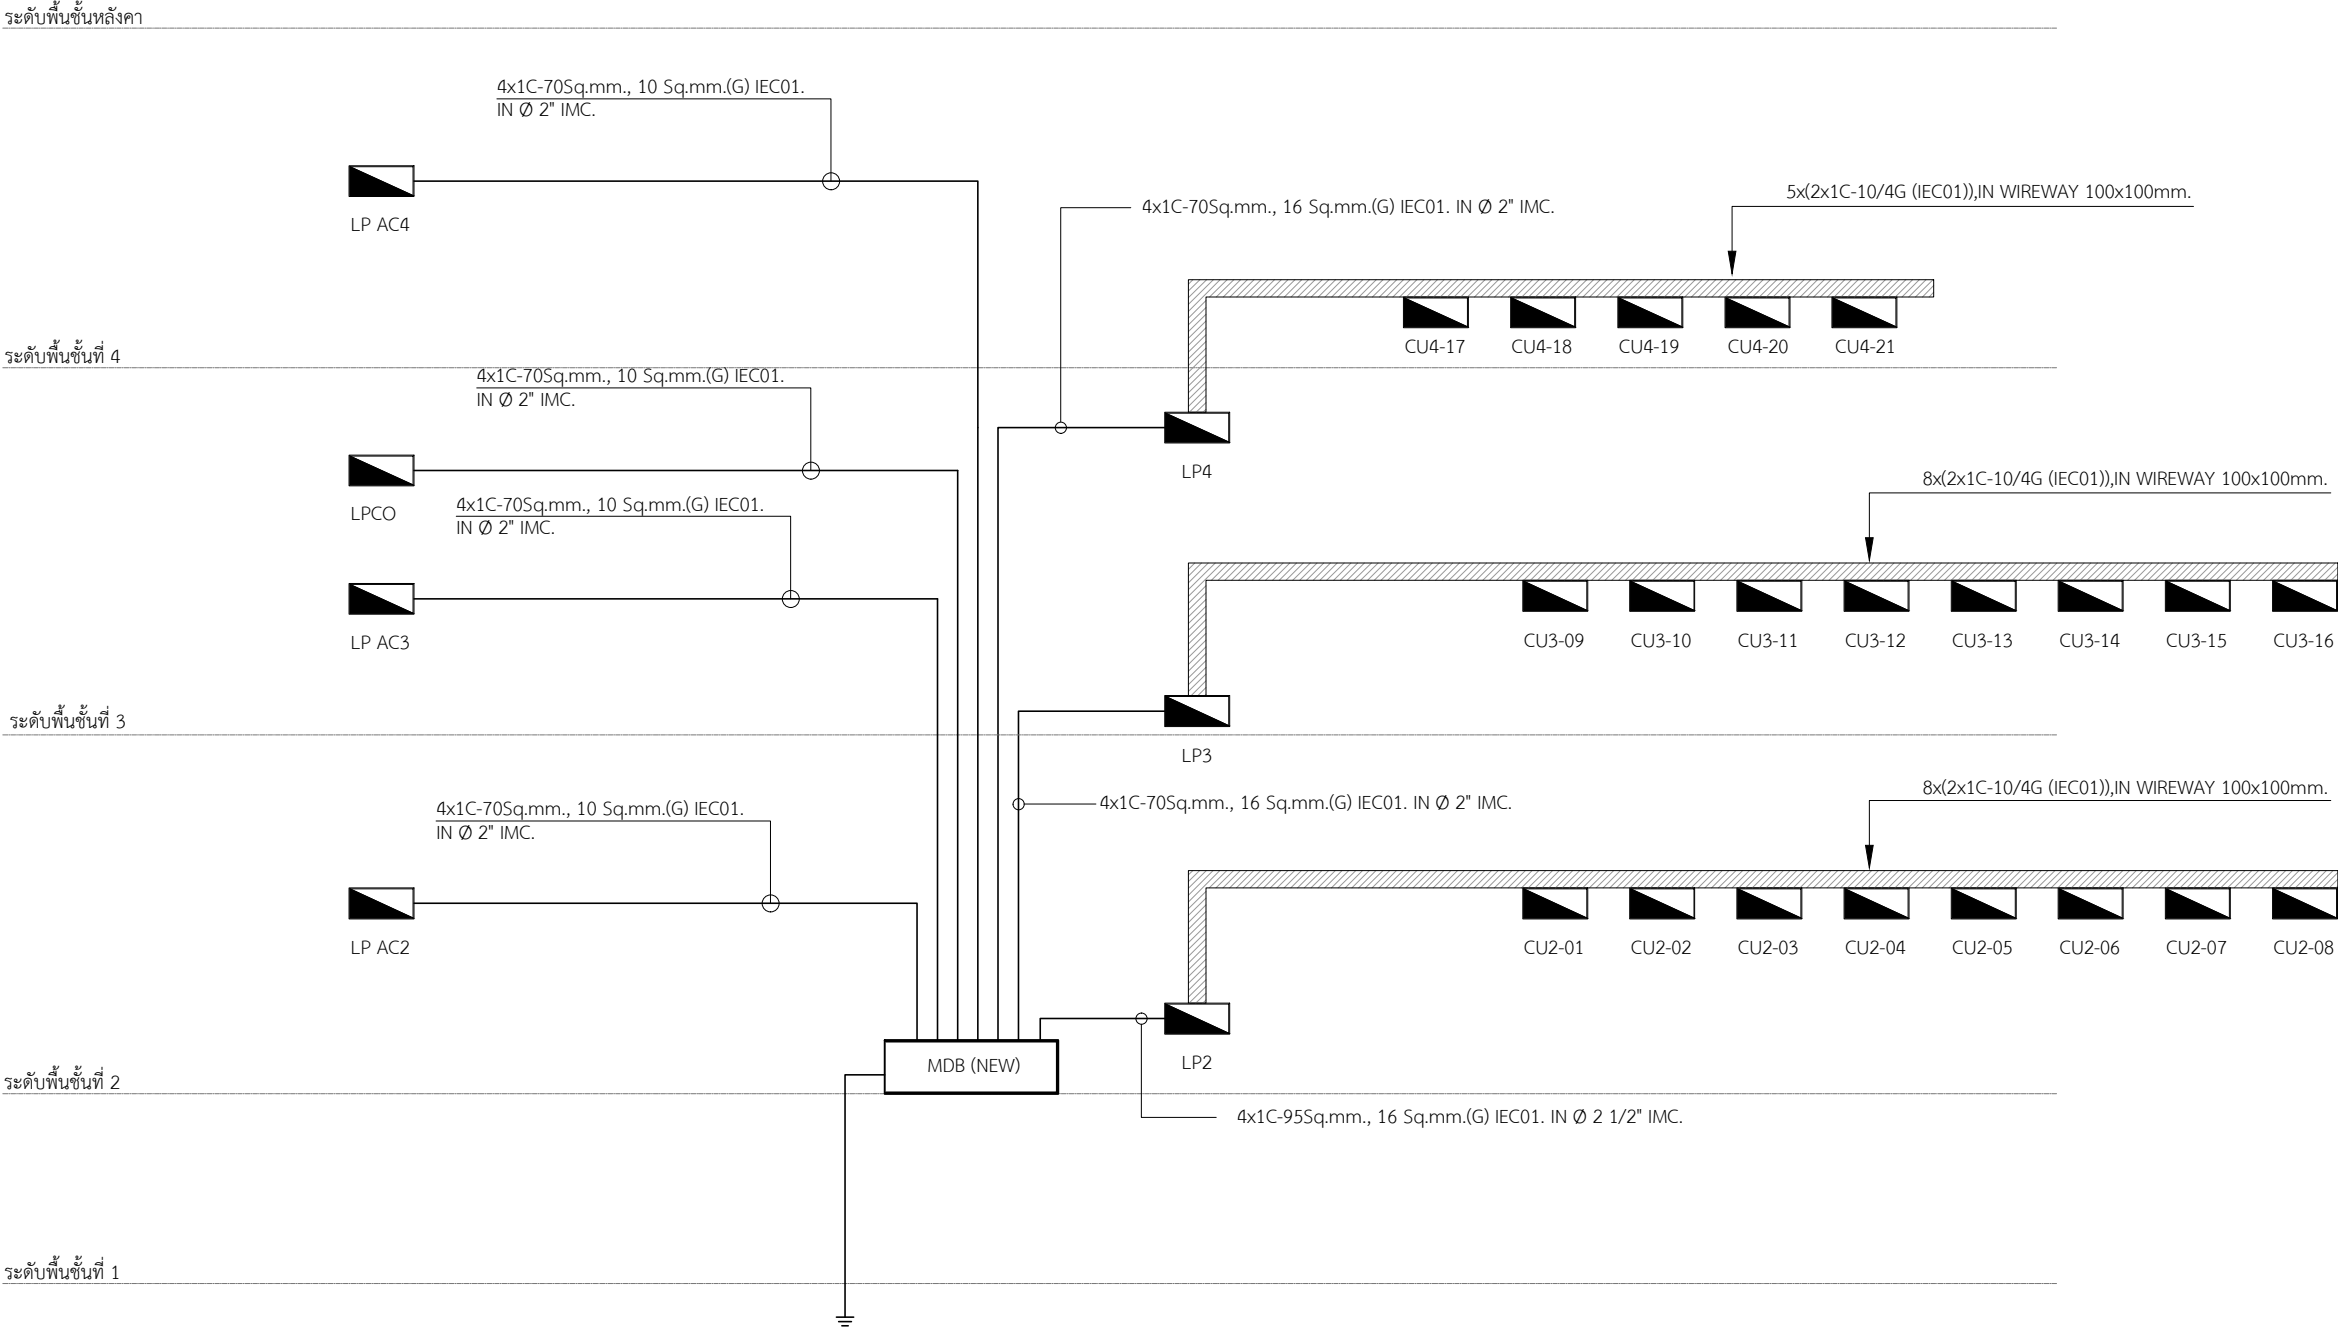 ระดับพื้นชั้นหลังคา
4x1C-70Sq.mm., 10 Sq.mm.(G) IEC01.
IN Ø 2" IMC.
LP AC4
4x1C-70Sq.mm., 16 Sq.mm.(G) IEC01. IN Ø 2" IMC.
5x(2x1C-10/4G (IEC01)),IN WIREWAY 100x100mm.
CU4-17
CU4-18
CU4-19
CU4-20
CU4-21
ระดับพื้นชั้นที่ 4
4x1C-70Sq.mm., 10 Sq.mm.(G) IEC01.
IN Ø 2" IMC.
LPCO
LP4
4x1C-70Sq.mm., 10 Sq.mm.(G) IEC01.
IN Ø 2" IMC.
LP AC3
8x(2x1C-10/4G (IEC01)),IN WIREWAY 100x100mm.
CU3-09
CU3-10
CU3-11
CU3-12
CU3-13
CU3-14
CU3-15
CU3-16
ระดับพื้นชั้นที่ 3
LP3
4x1C-70Sq.mm., 16 Sq.mm.(G) IEC01. IN Ø 2" IMC.
8x(2x1C-10/4G (IEC01)),IN WIREWAY 100x100mm.
4x1C-70Sq.mm., 10 Sq.mm.(G) IEC01.
IN Ø 2" IMC.
LP AC2
CU2-01
CU2-02
CU2-03
CU2-04
CU2-05
CU2-06
CU2-07
CU2-08
MDB (NEW)
LP2
ระดับพื้นชั้นที่ 2
4x1C-95Sq.mm., 16 Sq.mm.(G) IEC01. IN Ø 2 1/2" IMC.
ระดับพื้นชั้นที่ 1